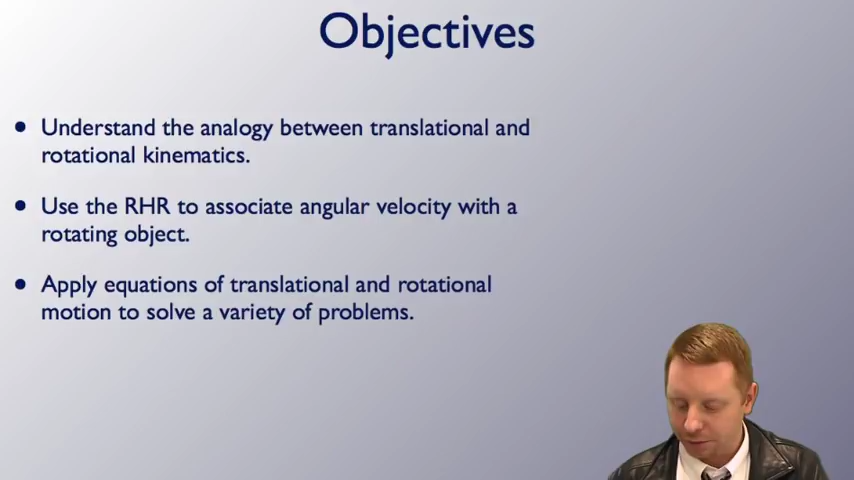 Objectives
• Understand the analogy between translational and
rotational kinematics.
• Use the RHR to associate angular velocity with a
rotating object.
• Apply equations of translational and rotational
motion to solve a variety of problems.